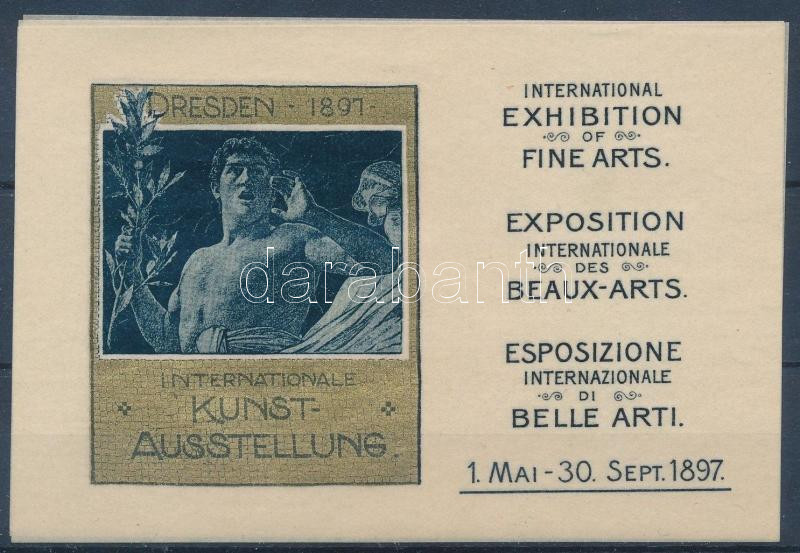 DRESDEN - 1897 -
INTERNATIONALE
KUNST-
AUSSTELLUNG.
INTERNATIONAL
EXHIBITION
OF
FINE ARTS.
EXPOSITION
INTERNATIONALE
DES
BEAUX-ARTS.
ESPOSIZIONE
INTERNAZIONALE
DI
BELLE ARTI.
1. MAI - 30. SEPT. 1897.
darabanth